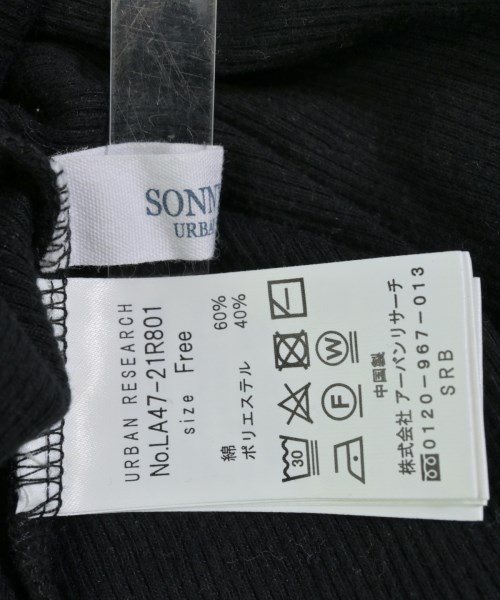 SONN
URBA
URBAN RESEARCH
No.LA47-21R801
size Free
綿 60%
ポリエステル 40%
30
W
F
中国製
株式会社 アーバンリサーチ
0120-967-013
SRB